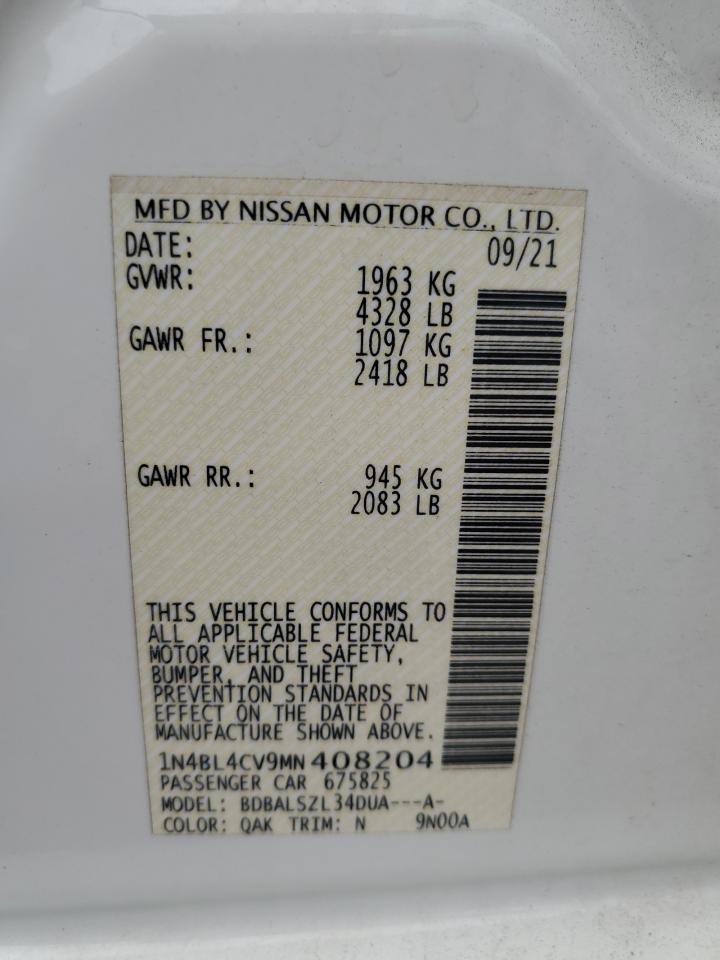 MFD BY NISSAN MOTOR CO., LTD.
DATE: 09/21
GVWR: 1963 KG
4328 LB
GAWR FR.: 1097 KG
2418 LB
GAWR RR.: 945 KG
2083 LB
THIS VEHICLE CONFORMS TO
ALL APPLICABLE FEDERAL
MOTOR VEHICLE SAFETY,
BUMPER, AND THEFT
PREVENTION STANDARDS IN
EFFECT ON THE DATE OF
MANUFACTURE SHOWN ABOVE.
1N4BL4CV9MN408204
PASSENGER CAR 675825
MODEL: BDBALSZL34DUA---A-
COLOR: QAK TRIM: N 9N00A